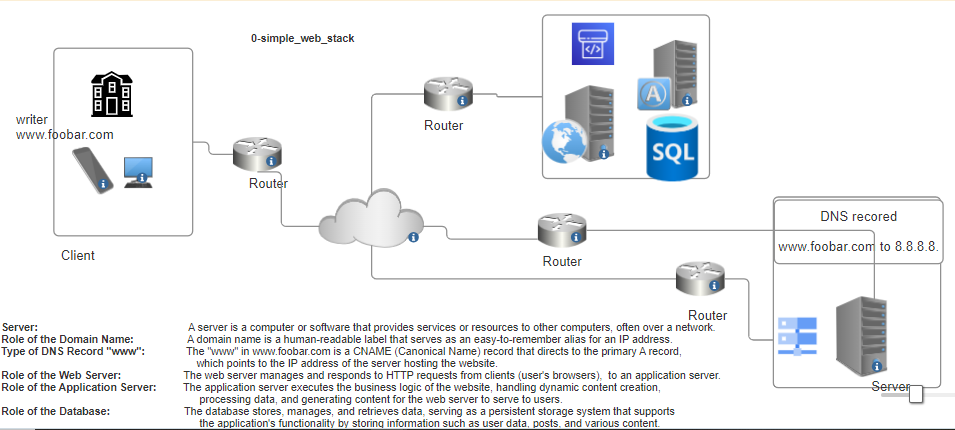 0-simple_web_stack
writer
www.foobar.com
Client
Router
Router
Router
Router
A
SQL
DNS recored
www.foobar.com to 8.8.8.8.
Server
Server: A server is a computer or software that provides services or resources to other computers, often over a network.
Role of the Domain Name: A domain name is a human-readable label that serves as an easy-to-remember alias for an IP address.
Type of DNS Record "www": The "www" in www.foobar.com is a CNAME (Canonical Name) record that directs to the primary A record,
which points to the IP address of the server hosting the website.
Role of the Web Server: The web server manages and responds to HTTP requests from clients (user's browsers), to an application server.
Role of the Application Server: The application server executes the business logic of the website, handling dynamic content creation,
processing data, and generating content for the web server to serve to users.
Role of the Database: The database stores, manages, and retrieves data, serving as a persistent storage system that supports
the application's functionality by storing information such as user data, posts, and various content.